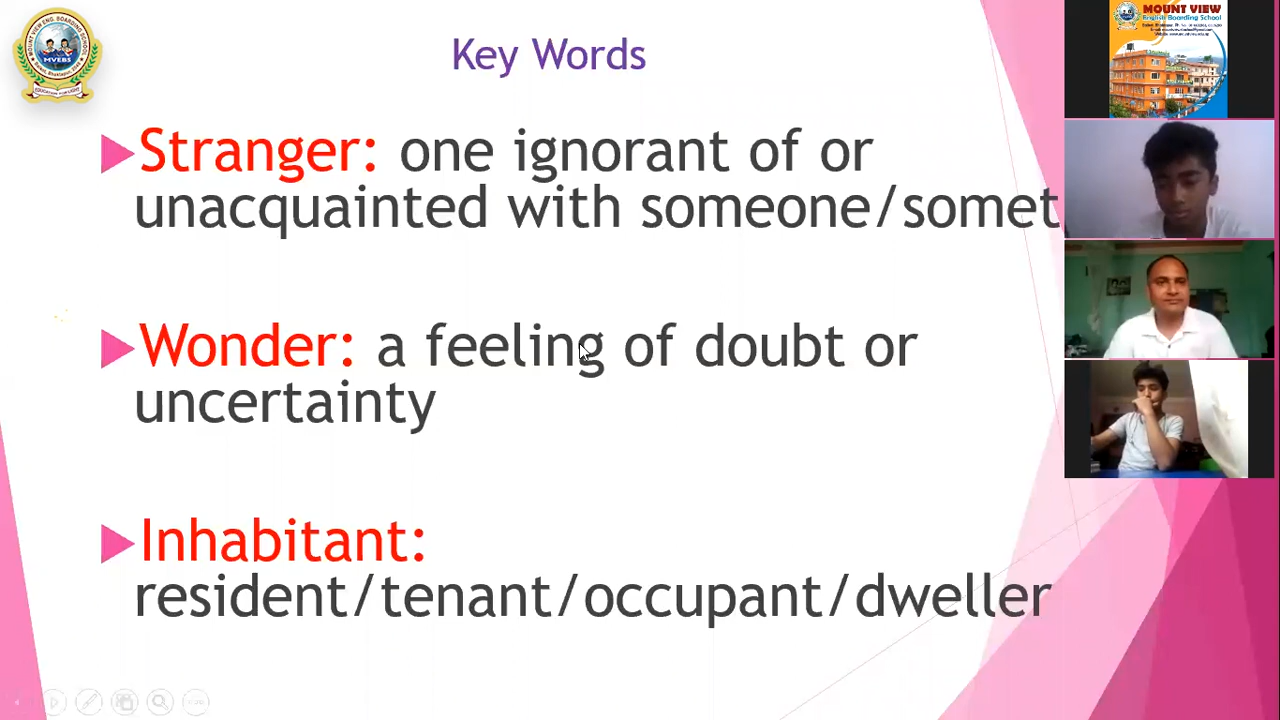 Key Words
Stranger: one ignorant of or
unacquainted with someone/somet
Wonder: a feeling of doubt or
uncertainty
Inhabitant:
resident/tenant/occupant/dweller
MVEBS
MOUNT VIEW
English Boarding School